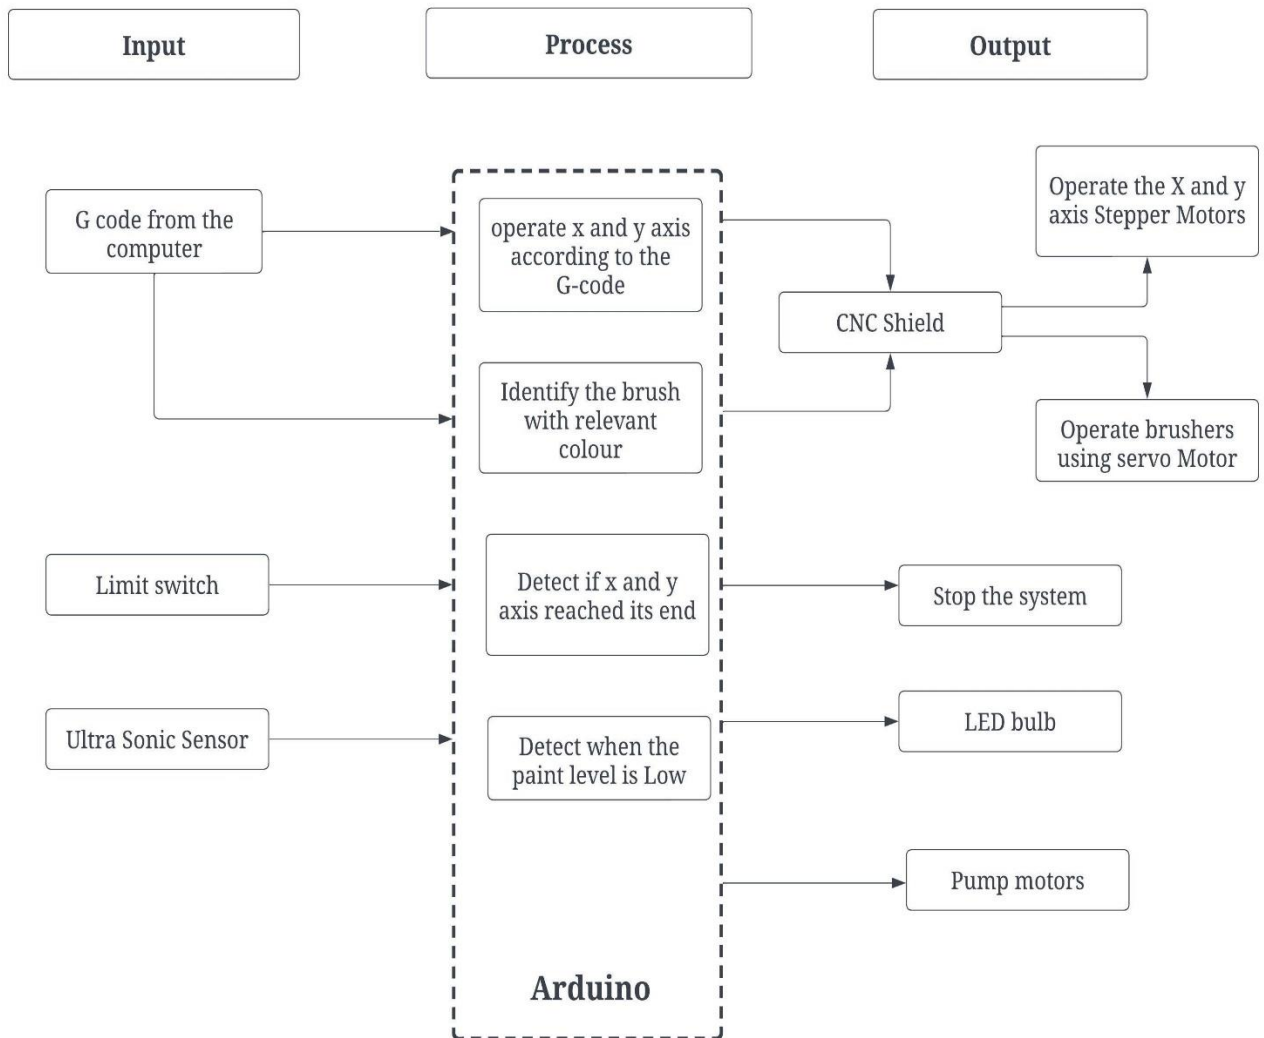 Input
Process
Output
G code from the
computer
operate x and y axis
according to the
G-code
Operate the X and y
axis Stepper Motors
CNC Shield
Identify the brush
with relevant
colour
Operate brushers
using servo Motor
Limit switch
Detect if x and y
axis reached its end
Stop the system
Ultra Sonic Sensor
Detect when the
paint level is Low
LED bulb
Pump motors
Arduino